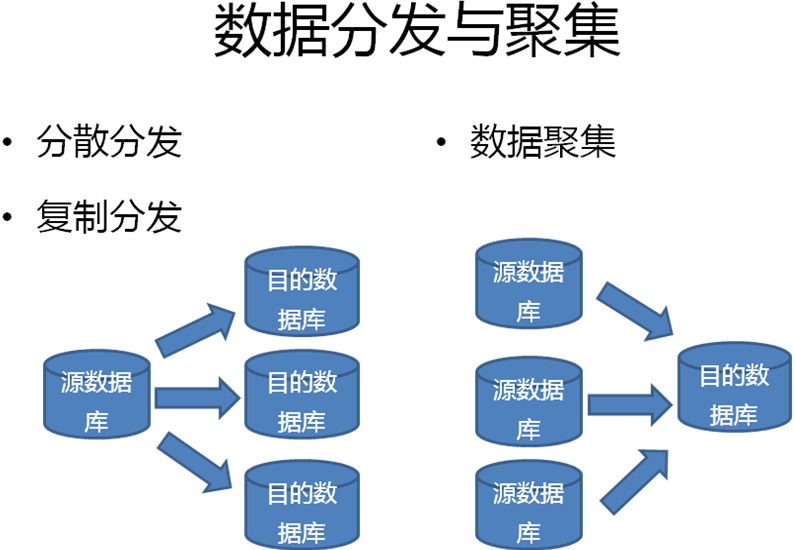 数据分发与聚集
• 分散分发
• 复制分发
源数据
库
目的数
据库
目的数
据库
目的数
据库
• 数据聚集
源数据
库
源数据
库
源数据
库
目的数
据库